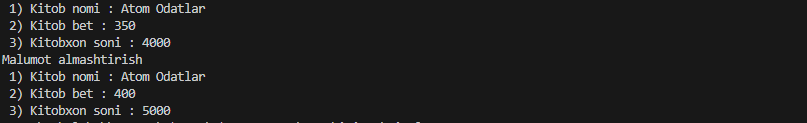 1) Kitob nomi : Atom Odatlar
2) Kitob bet : 350
3) Kitobxon soni : 4000
Malumot almashtirish
1) Kitob nomi : Atom Odatlar
2) Kitob bet : 400
3) Kitobxon soni : 5000